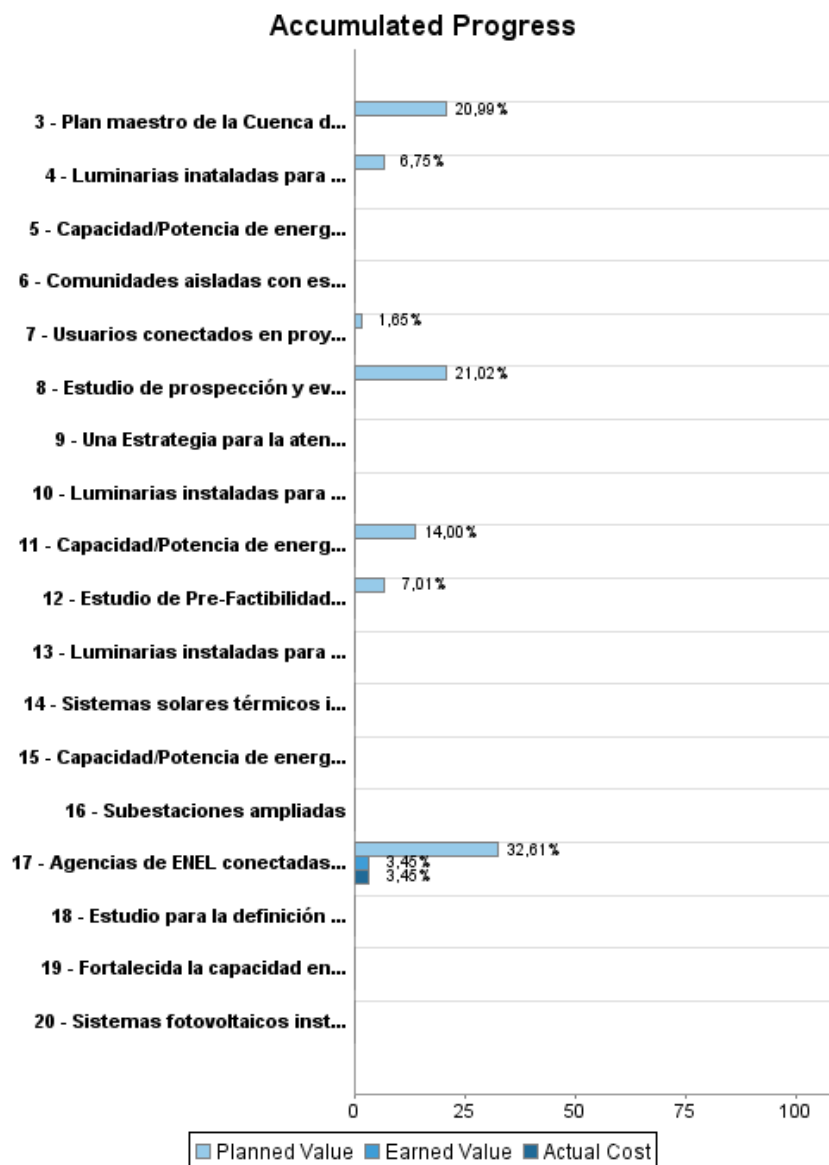 Accumulated Progress
3 - Plan maestro de la Cuenca d...
20,99%
4 - Luminarias inataladas para ...
6,75%
5 - Capacidad/Potencia de energ...
6 - Comunidades aisladas con es...
7 - Usuarios conectados en proy...
1,65%
8 - Estudio de prospección y ev...
21,02%
9 - Una Estrategia para la aten...
10 - Luminarias instaladas para ...
11 - Capacidad/Potencia de energ...
14,00%
12 - Estudio de Pre-Factibilidad...
7,01%
13 - Luminarias instaladas para ...
14 - Sistemas solares térmicos i...
15 - Capacidad/Potencia de energ...
16 - Subestaciones ampliadas
17 - Agencias de ENEL conectadas...
32,61%
3,45%
3,45%
18 - Estudio para la definición ...
19 - Fortalecida la capacidad en...
20 - Sistemas fotovoltaicos inst...
0 25 50 75 100
Planned Value Earned Value Actual Cost